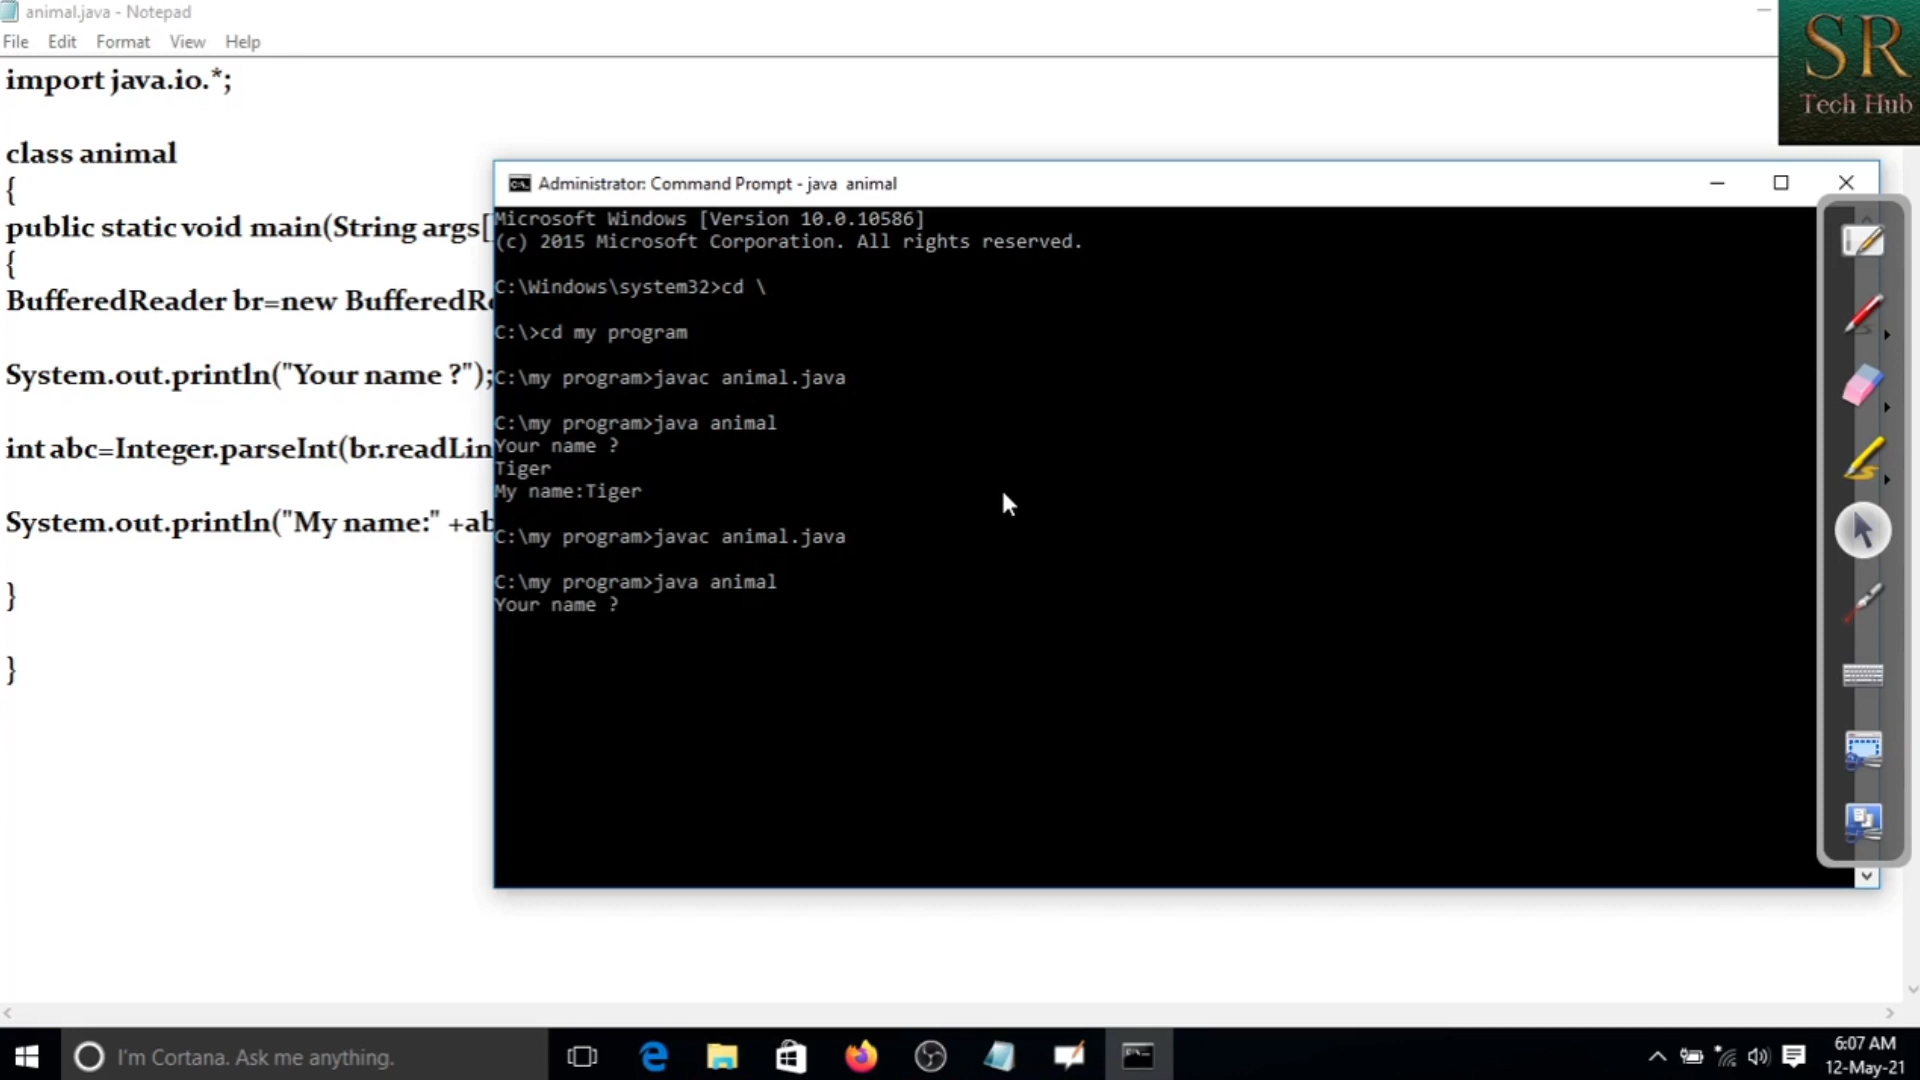 animal.java - Notepad
File Edit Format View Help
SR
Tech Hub
import java.io.*;
class animal
{
public static void main(String args[
{
BufferedReader br=new BufferedRe
System.out.println("Your name ?");
int abc=Integer.parseInt(br.readLin
System.out.println("My name:" +ab
}
}
Administrator: Command Prompt - java  animal
Microsoft Windows [Version 10.0.10586]
(c) 2015 Microsoft Corporation. All rights reserved.
C:\Windows\system32>cd \
C:\>cd my program
C:\my program>javac animal.java
C:\my program>java animal
Your name ?
Tiger
My name:Tiger
C:\my program>javac animal.java
C:\my program>java animal
Your name ?
I'm Cortana. Ask me anything.
6:07 AM
12-May-21